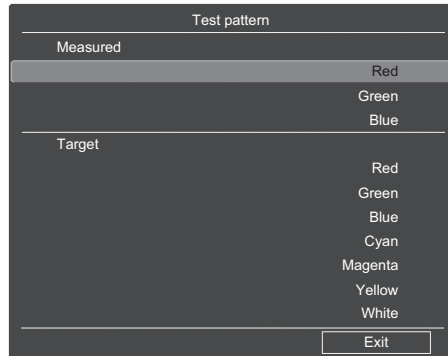 Test pattern
Measured
Red
Green
Blue
Target
Red
Green
Blue
Cyan
Magenta
Yellow
White
Exit